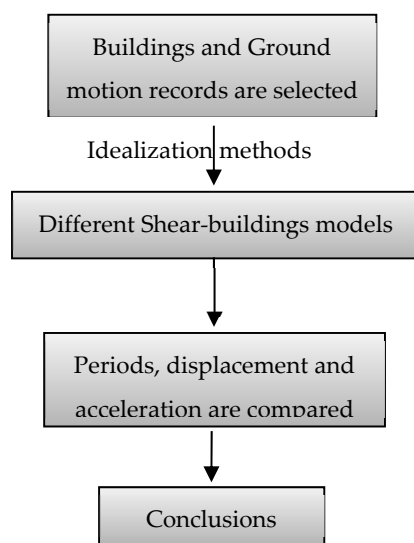 Buildings and Ground
motion records are selected
Idealization methods
Different Shear-buildings models
Periods, displacement and
acceleration are compared
Conclusions